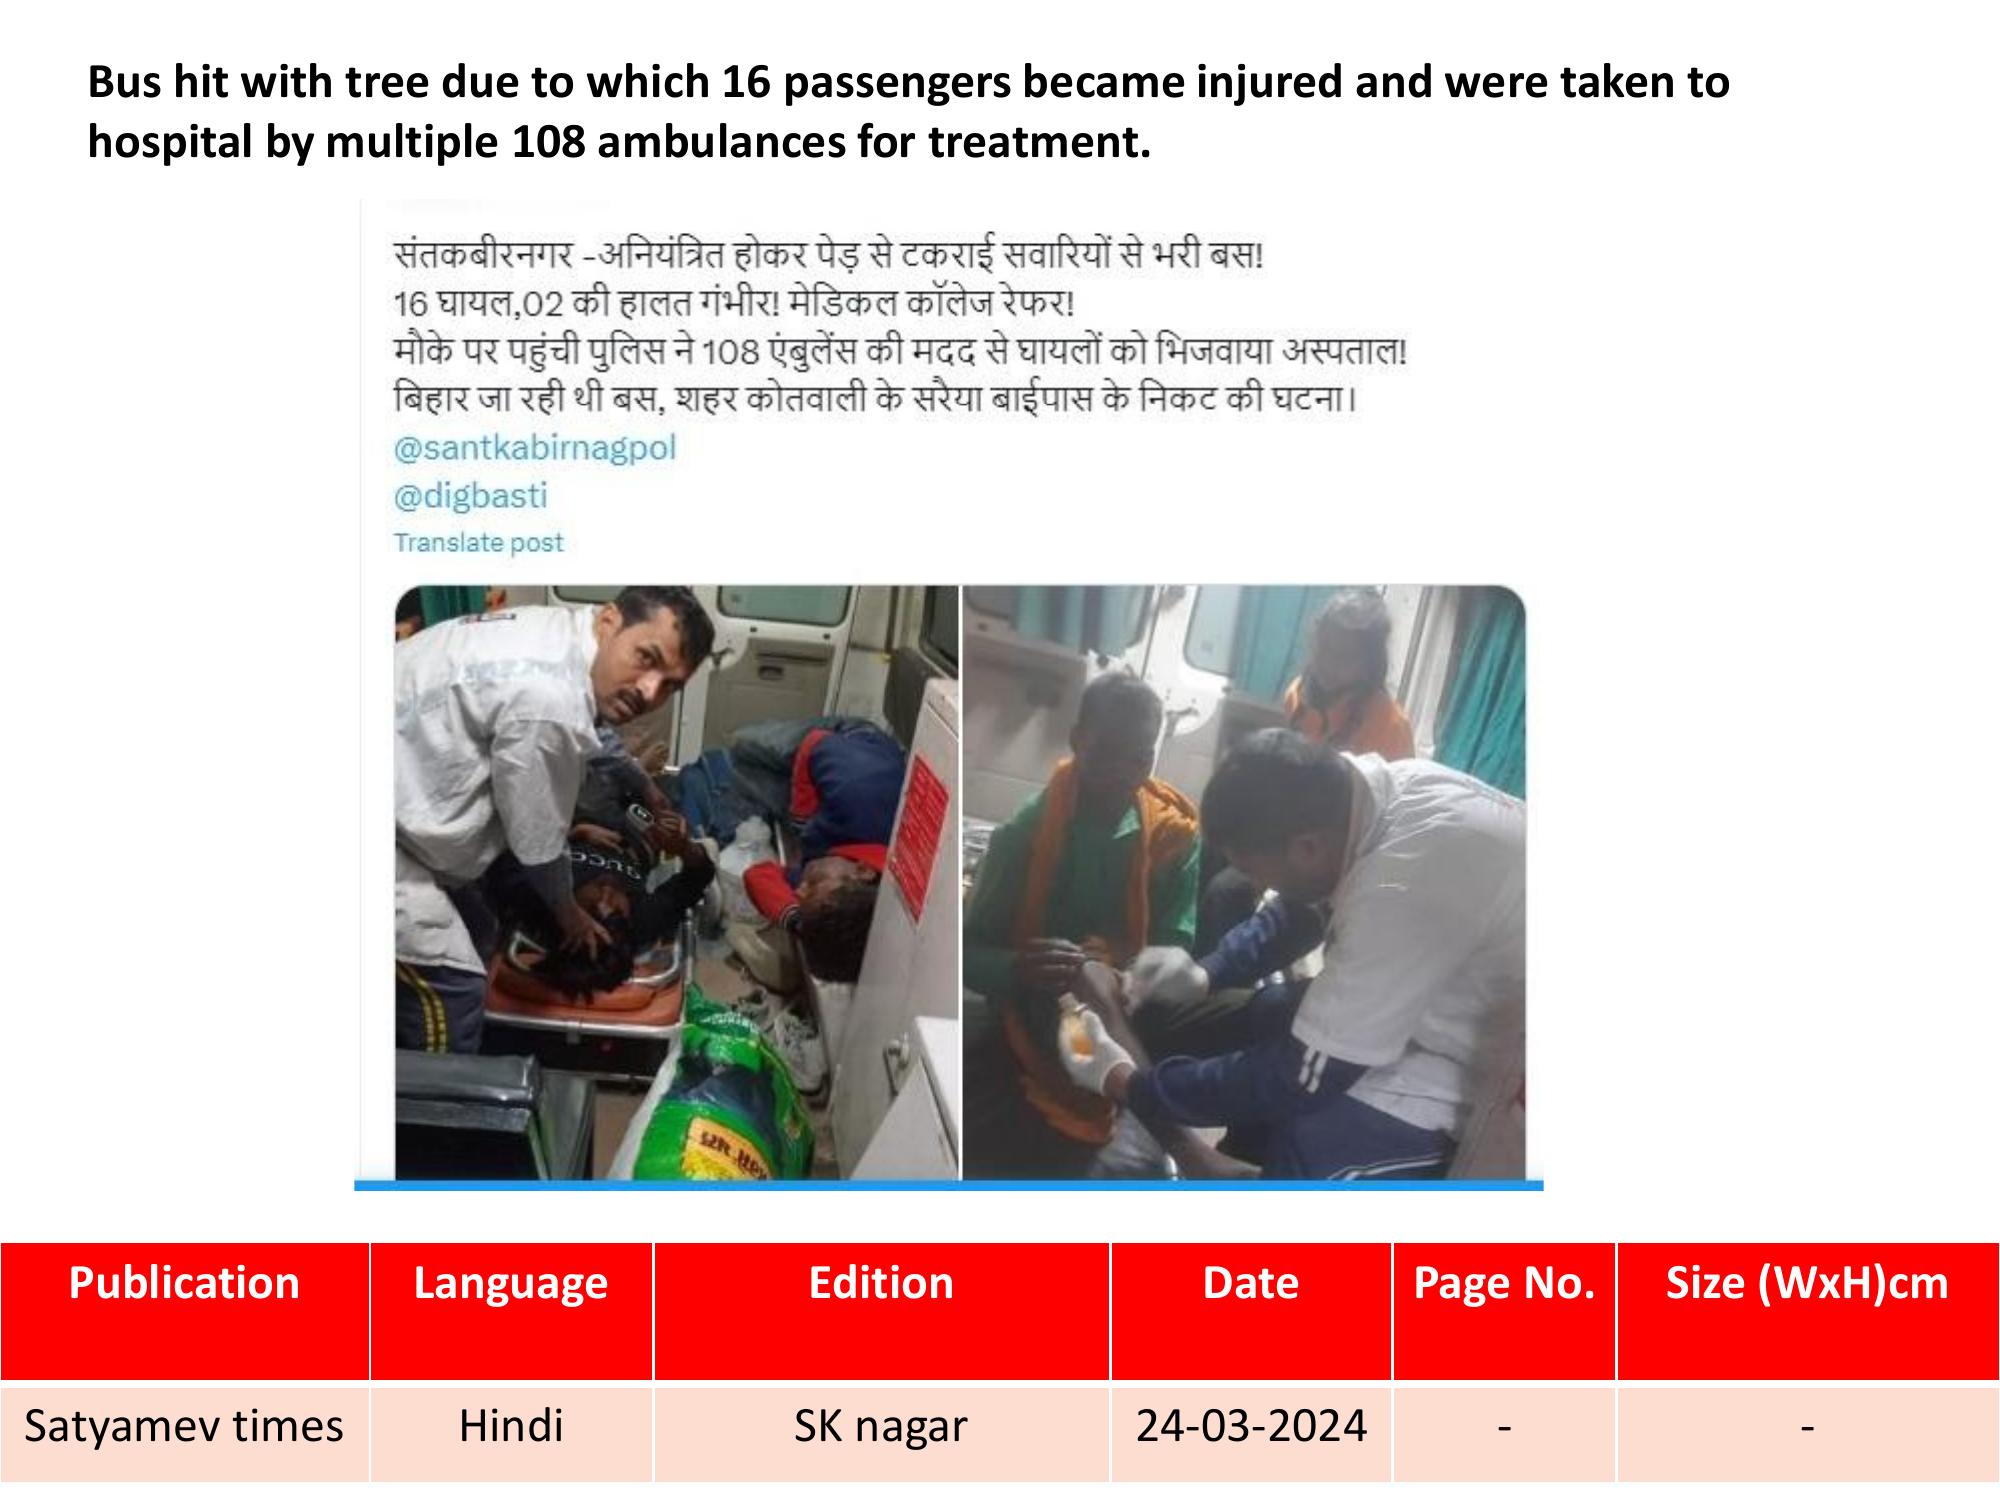 Bus hit with tree due to which 16 passengers became injured and were taken to
hospital by multiple 108 ambulances for treatment.
संतकबीरनगर -अनियंत्रित होकर पेड़ से टकराई सवारियों से भरी बस!
16 घायल,02 की हालत गंभीर! मेडिकल कॉलेज रेफर!
मौके पर पहुंची पुलिस ने 108 एंबुलेंस की मदद से घायलों को भिजवाया अस्पताल!
बिहार जा रही थी बस, शहर कोतवाली के सरैया बाईपास के निकट की घटना।
@santkabirnagpol
@digbasti
Translate post
Publication Language Edition Date Page No. Size (WxH)cm
Satyamev times Hindi SK nagar 24-03-2024 - -